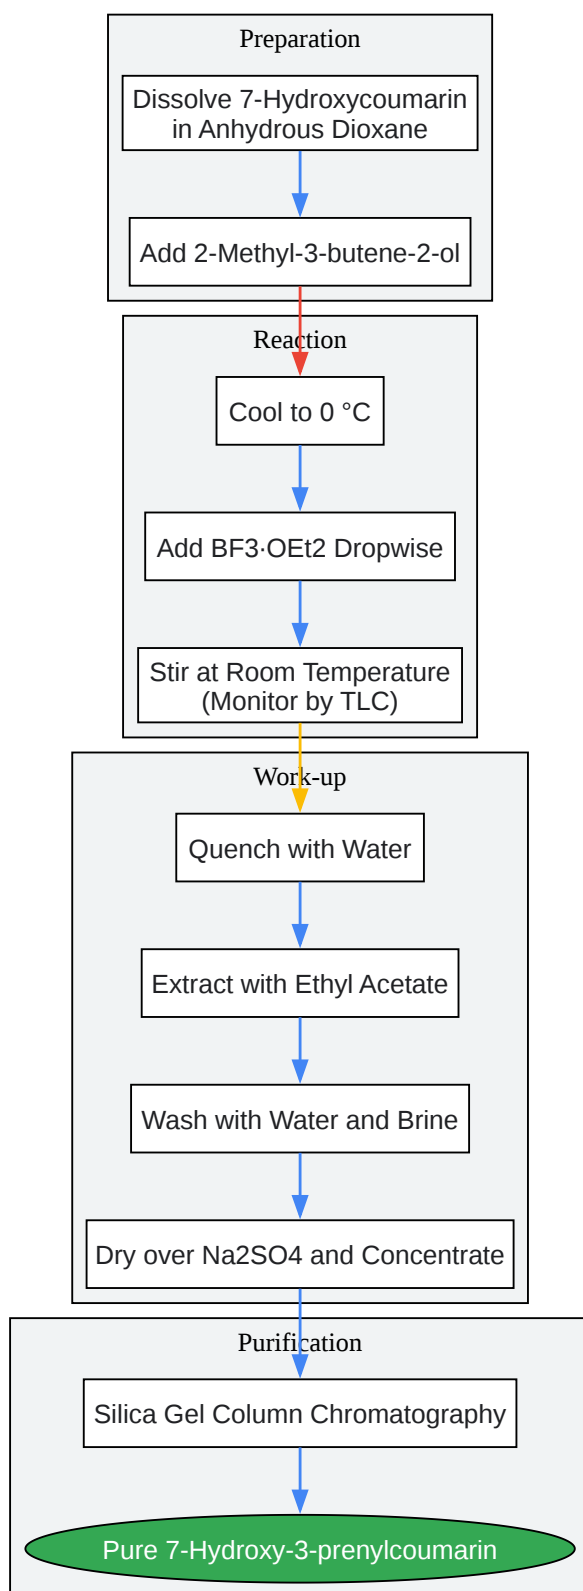 Preparation
Dissolve 7-Hydroxycoumarin
in Anhydrous Dioxane
Add 2-Methyl-3-butene-2-ol
Reaction
Cool to 0 °C
Add BF3·OEt2 Dropwise
Stir at Room Temperature
(Monitor by TLC)
Work-up
Quench with Water
Extract with Ethyl Acetate
Wash with Water and Brine
Dry over Na2SO4 and Concentrate
Purification
Silica Gel Column Chromatography
Pure 7-Hydroxy-3-prenylcoumarin